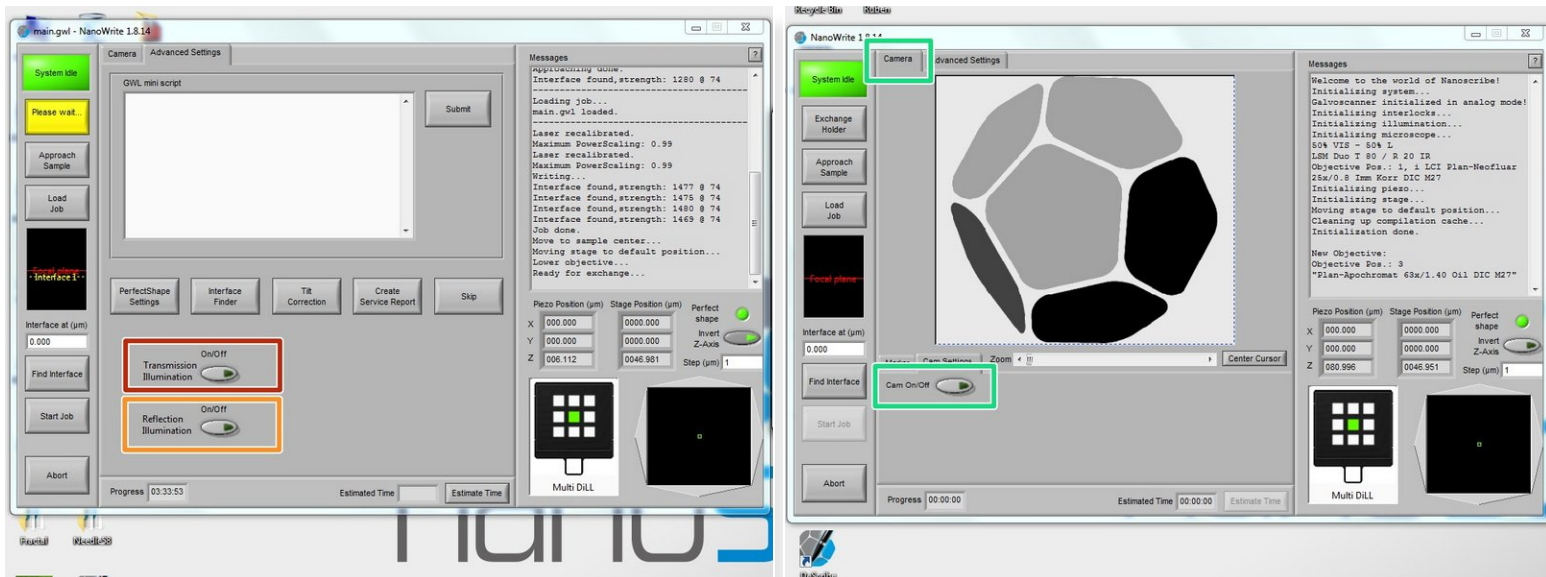 main.gwl - NanoWrite 1.8.14
Camera
Advanced Settings
System Idle
Please wait...
Approach
Sample
Load
Job
Focal plane
Interface 1
Interface at (µm)
0.000
Find Interface
Start Job
Abort
GWL mini script
Submit
PerfectShape
Settings
Interface
Finder
Tilt
Correction
Create
Service Report
Skip
On/Off
Transmission
Illumination
On/Off
Reflection
Illumination
Progress 03:33:53
Estimated Time
Estimate Time
Messages
?
Approaching done.
Interface found,strength: 1280 @ 74
Loading job...
main.gwl loaded.
Laser recalibrated.
Maximum PowerScaling: 0.99
Laser recalibrated.
Maximum PowerScaling: 0.99
Writing...
Interface found,strength: 1477 @ 74
Interface found,strength: 1475 @ 74
Interface found,strength: 1480 @ 74
Interface found,strength: 1469 @ 74
Job done.
Move to sample center...
Moving stage to default position...
Lower objective...
Ready for exchange...
Piezo Position (µm) Stage Position (µm)
X 000.000 0000.000
Y 000.000 0000.000
Z 006.112 0046.981
Perfect
shape
Invert
Z-Axis
Step (µm) 1
Multi DiLL
Fractal
NeedleS8
Recycle Bin
Ruben
NanoWrite 1.8.14
Camera
Advanced Settings
System Idle
Exchange
Holder
Approach
Sample
Load
Job
Focal plane
Interface at (µm)
0.000
Find Interface
Start Job
Abort
Cam Settings
Zoom
Center Cursor
Cam On/Off
Progress 00:00:00
Estimated Time 00:00:00
Estimate Time
Messages
?
Welcome to the world of Nanoscribe!
Initializing system...
Galvoscanner initialized in analog mode!
Initializing interlocks...
Initializing illumination...
Initializing microscope...
50% VIS - 50% L
LSM Duo T 80 / R 20 IR
Objective Pos.: 1, i LCI Plan-Neofluar
25x/0.8 Imm Korr DIC M27
Initializing piezo...
Initializing stage...
Moving stage to default position...
Cleaning up compilation cache...
Initialization done.
New Objective:
Objective Pos.: 3
"Plan-Apochromat 63x/1.40 Oil DIC M27"
Piezo Position (µm) Stage Position (µm)
X 000.000 0000.000
Y 000.000 0000.000
Z 080.996 0046.951
Perfect
shape
Invert
Z-Axis
Step (µm) 1
Multi DiLL
DeScribe